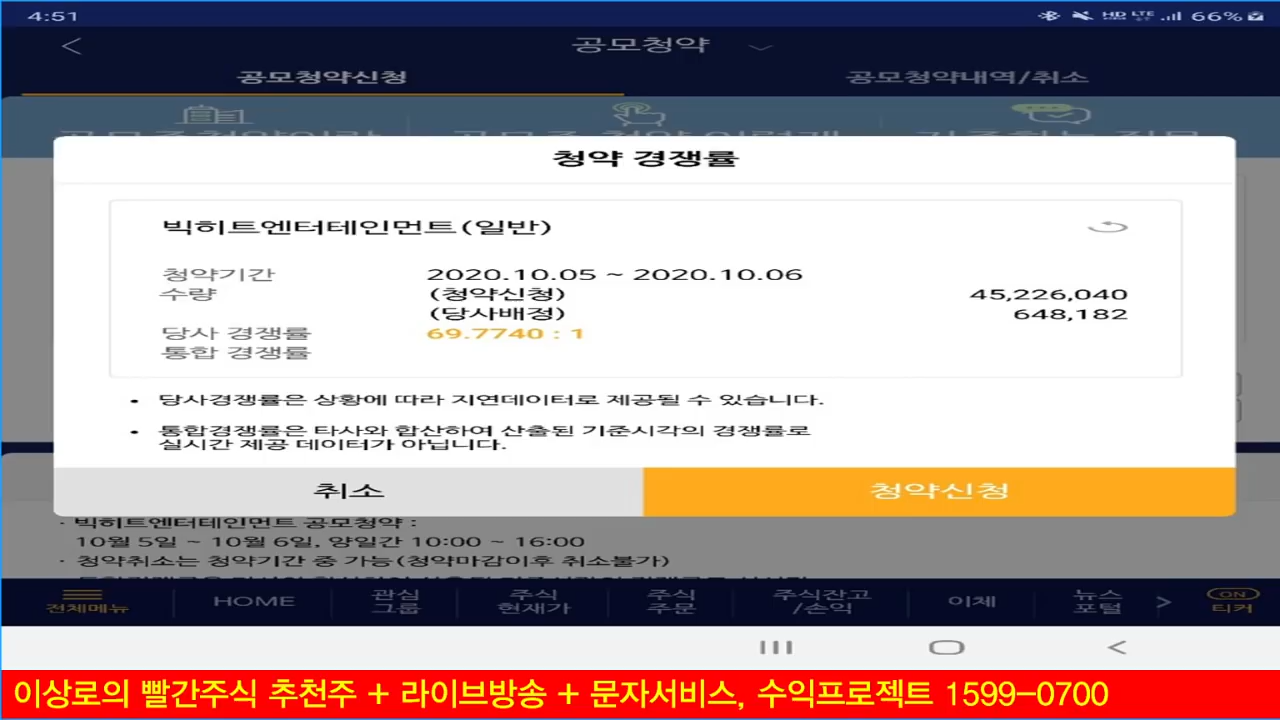 4:51 HD LTE 66%
공모청약
공모청약신청 공모청약내역/취소
청약 경쟁률
빅히트엔터테인먼트(일반)
청약기간 2020.10.05 ~ 2020.10.06
수량 (청약신청) 45,226,040
(당사배정) 648,182
당사 경쟁률 69.7740 : 1
통합 경쟁률
• 당사경쟁률은 상황에 따라 지연데이터로 제공될 수 있습니다.
• 통합경쟁률은 타사와 합산하여 산출된 기준시각의 경쟁률로
실시간 제공 데이터가 아닙니다.
취소 청약신청
· 빅히트엔터테인먼트 공모청약 :
10월 5일 ~ 10월 6일, 양일간 10:00 ~ 16:00
· 청약취소는 청약기간 중 가능(청약마감이후 취소불가)
전체메뉴 HOME 관심 그룹 주식 현재가 주식 주문 주식잔고 /손익 이체 뉴스 포털 > ON 티커
이상로의 빨간주식 추천주 + 라이브방송 + 문자서비스, 수익프로젝트 1599-0700